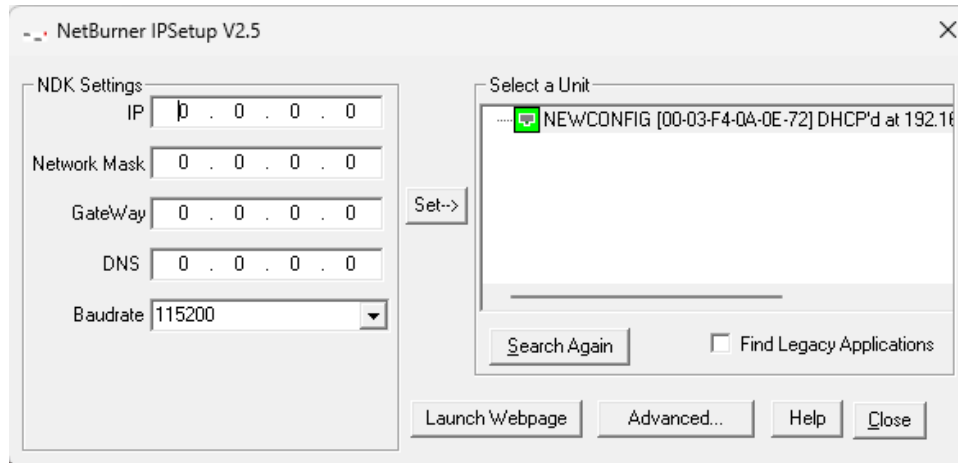 NetBurner IPSetup V2.5
NDK Settings
IP 0 . 0 . 0 . 0
Network Mask 0 . 0 . 0 . 0
GateWay 0 . 0 . 0 . 0
DNS 0 . 0 . 0 . 0
Baudrate 115200
Set-->
Select a Unit
NEWCONFIG [00-03-F4-0A-0E-72] DHCP'd at 192.16
Search Again
Find Legacy Applications
Launch Webpage
Advanced...
Help
Close